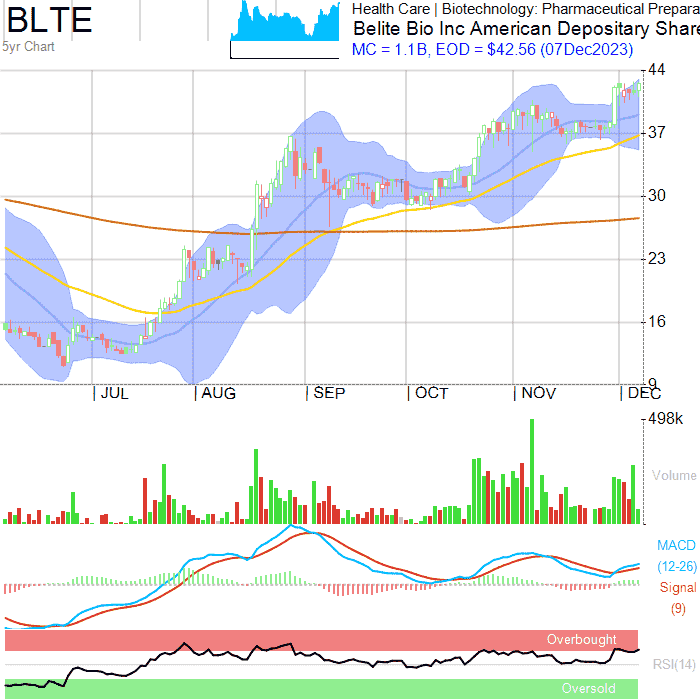 BLTE
5yr Chart
Health Care | Biotechnology: Pharmaceutical Prepara
Belite Bio Inc American Depositary Share
MC = 1.1B, EOD = $42.56 (07Dec2023)
44
37
30
23
16
9
JUL AUG SEP OCT NOV DEC
498k
Volume
MACD
(12-26)
Signal
(9)
Overbought
RSI(14)
Oversold